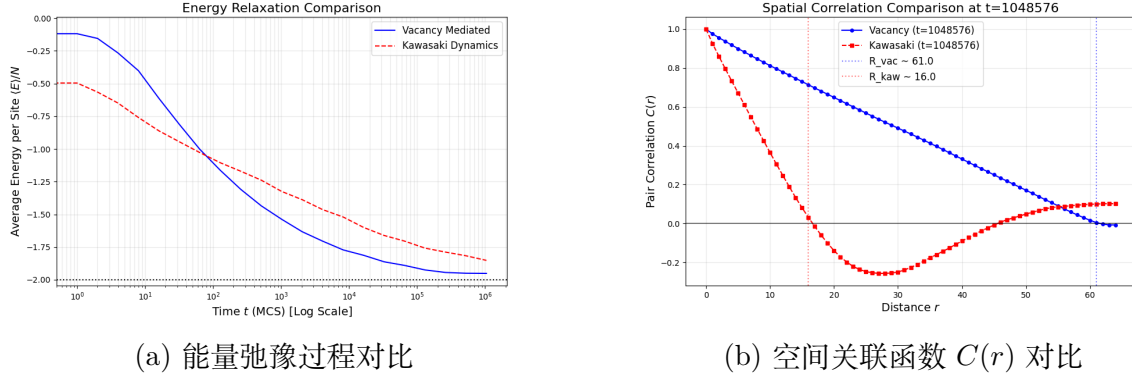 Energy Relaxation Comparison
0.00
−0.25
−0.50
−0.75
−1.00
−1.25
−1.50
−1.75
−2.00
Average Energy per Site ⟨E⟩/N
Vacancy Mediated
Kawasaki Dynamics
10⁰
10¹
10²
10³
10⁴
10⁵
10⁶
Time t (MCS) [Log Scale]
(a) 能量弛豫过程对比
Spatial Correlation Comparison at t=1048576
1.0
0.8
0.6
0.4
0.2
0.0
−0.2
Pair Correlation C(r)
Vacancy (t=1048576)
Kawasaki (t=1048576)
R_vac ~ 61.0
R_kaw ~ 16.0
0
10
20
30
40
50
60
Distance r
(b) 空间关联函数 C(r) 对比